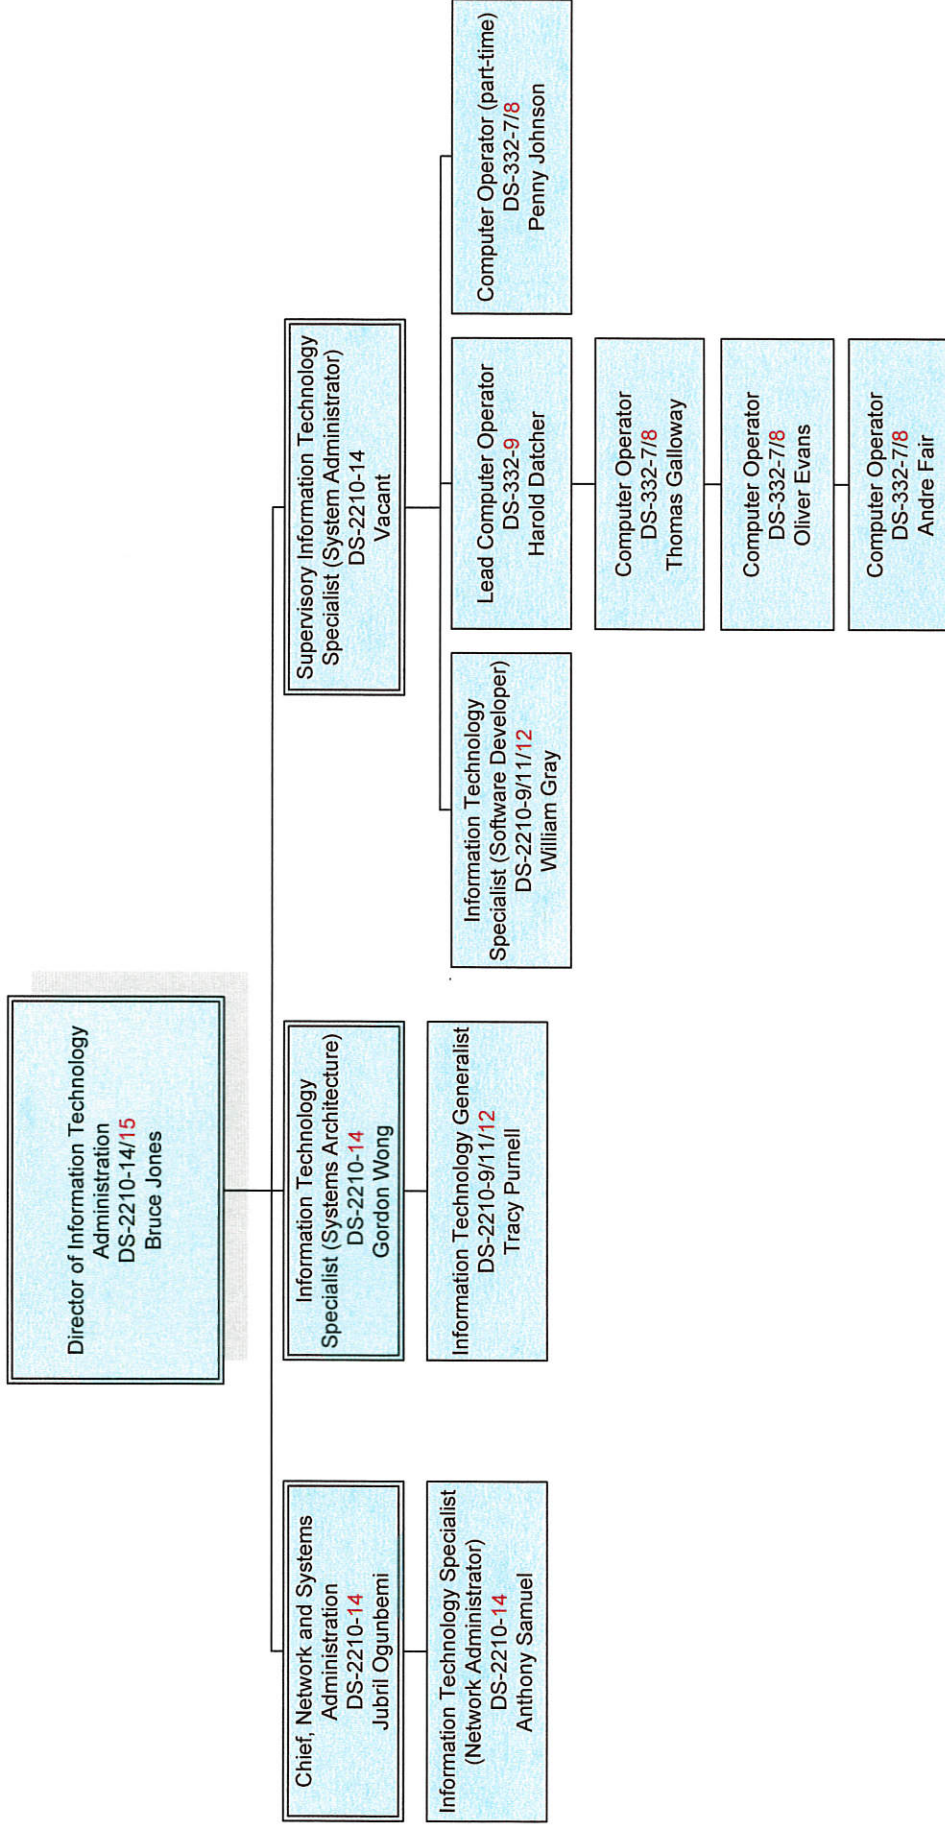 Director of Information Technology
Administration
DS-2210-14/15
Bruce Jones
Chief, Network and Systems
Administration
DS-2210-14
Jubril Ogunbemi
Information Technology Specialist
(Network Administrator)
DS-2210-14
Anthony Samuel
Information Technology
Specialist (Systems Architecture)
DS-2210-14
Gordon Wong
Information Technology Generalist
DS-2210-9/11/12
Tracy Purnell
Supervisory Information Technology
Specialist (System Administrator)
DS-2210-14
Vacant
Information Technology
Specialist (Software Developer)
DS-2210-9/11/12
William Gray
Lead Computer Operator
DS-332-9
Harold Datcher
Computer Operator
DS-332-7/8
Thomas Galloway
Computer Operator
DS-332-7/8
Oliver Evans
Computer Operator
DS-332-7/8
Andre Fair
Computer Operator (part-time)
DS-332-7/8
Penny Johnson